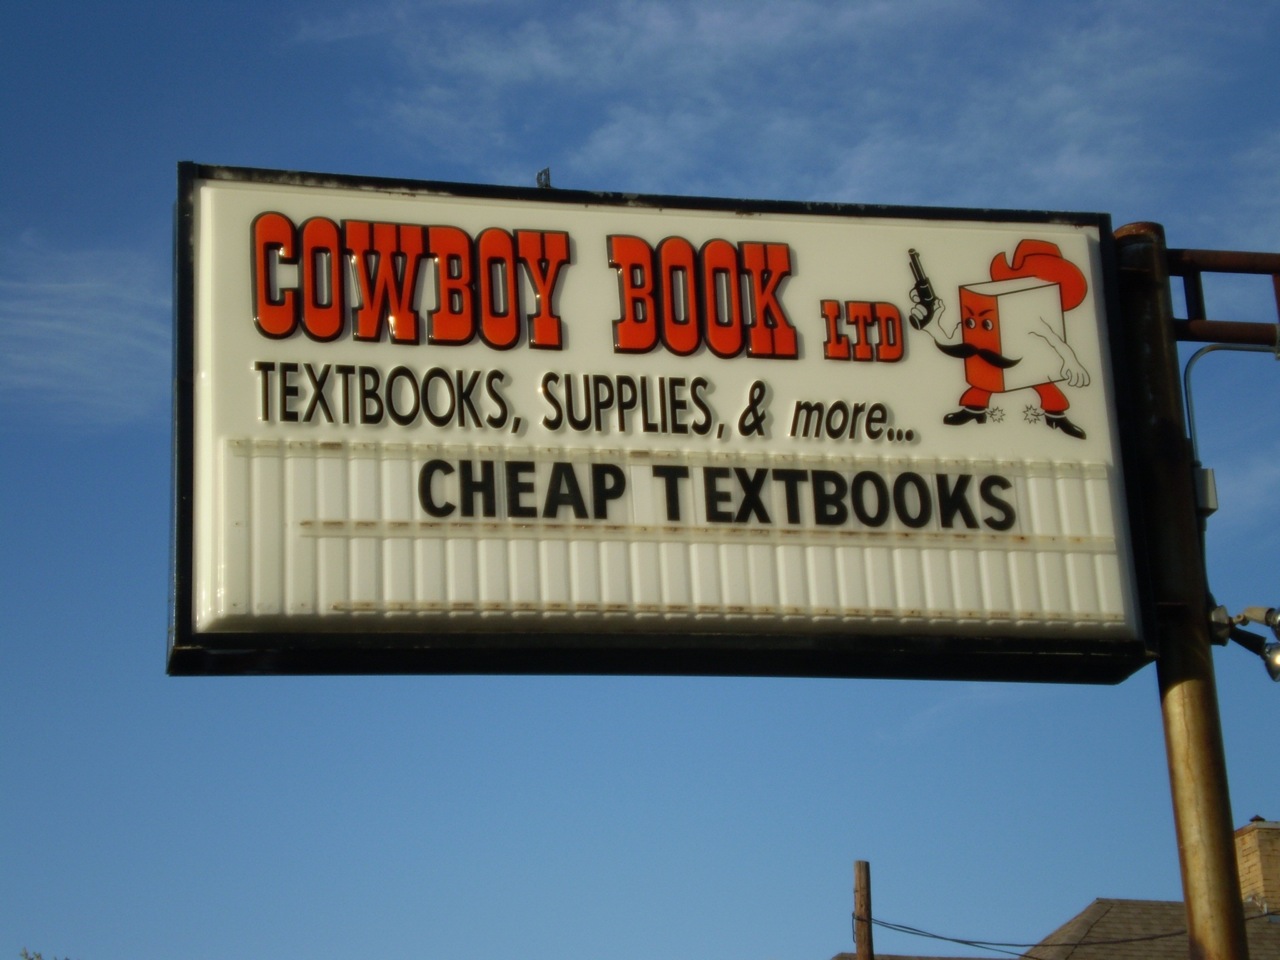 COWBOY BOOK LTD
TEXTBOOKS, SUPPLIES, & more...
CHEAP TEXTBOOKS